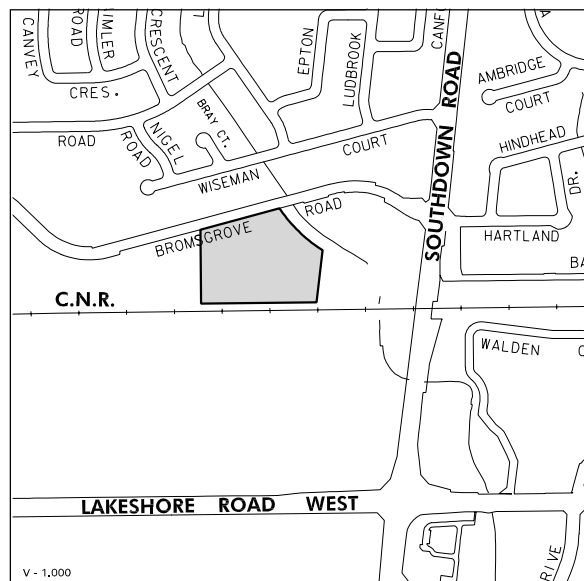 CANVEY
ROAD
CRESCENT
CRES.
ROAD
ROAD
NIGEL
BRAY CT.
EPTON
LUDBROOK
WISEMAN
COURT
SOUTHDOWN ROAD
AMBRIDGE
COURT
HINDHEAD
DR.
HARTLAND
BROMSGROVE
ROAD
C.N.R.
WALDEN
LAKESHORE ROAD WEST
V - 1.000